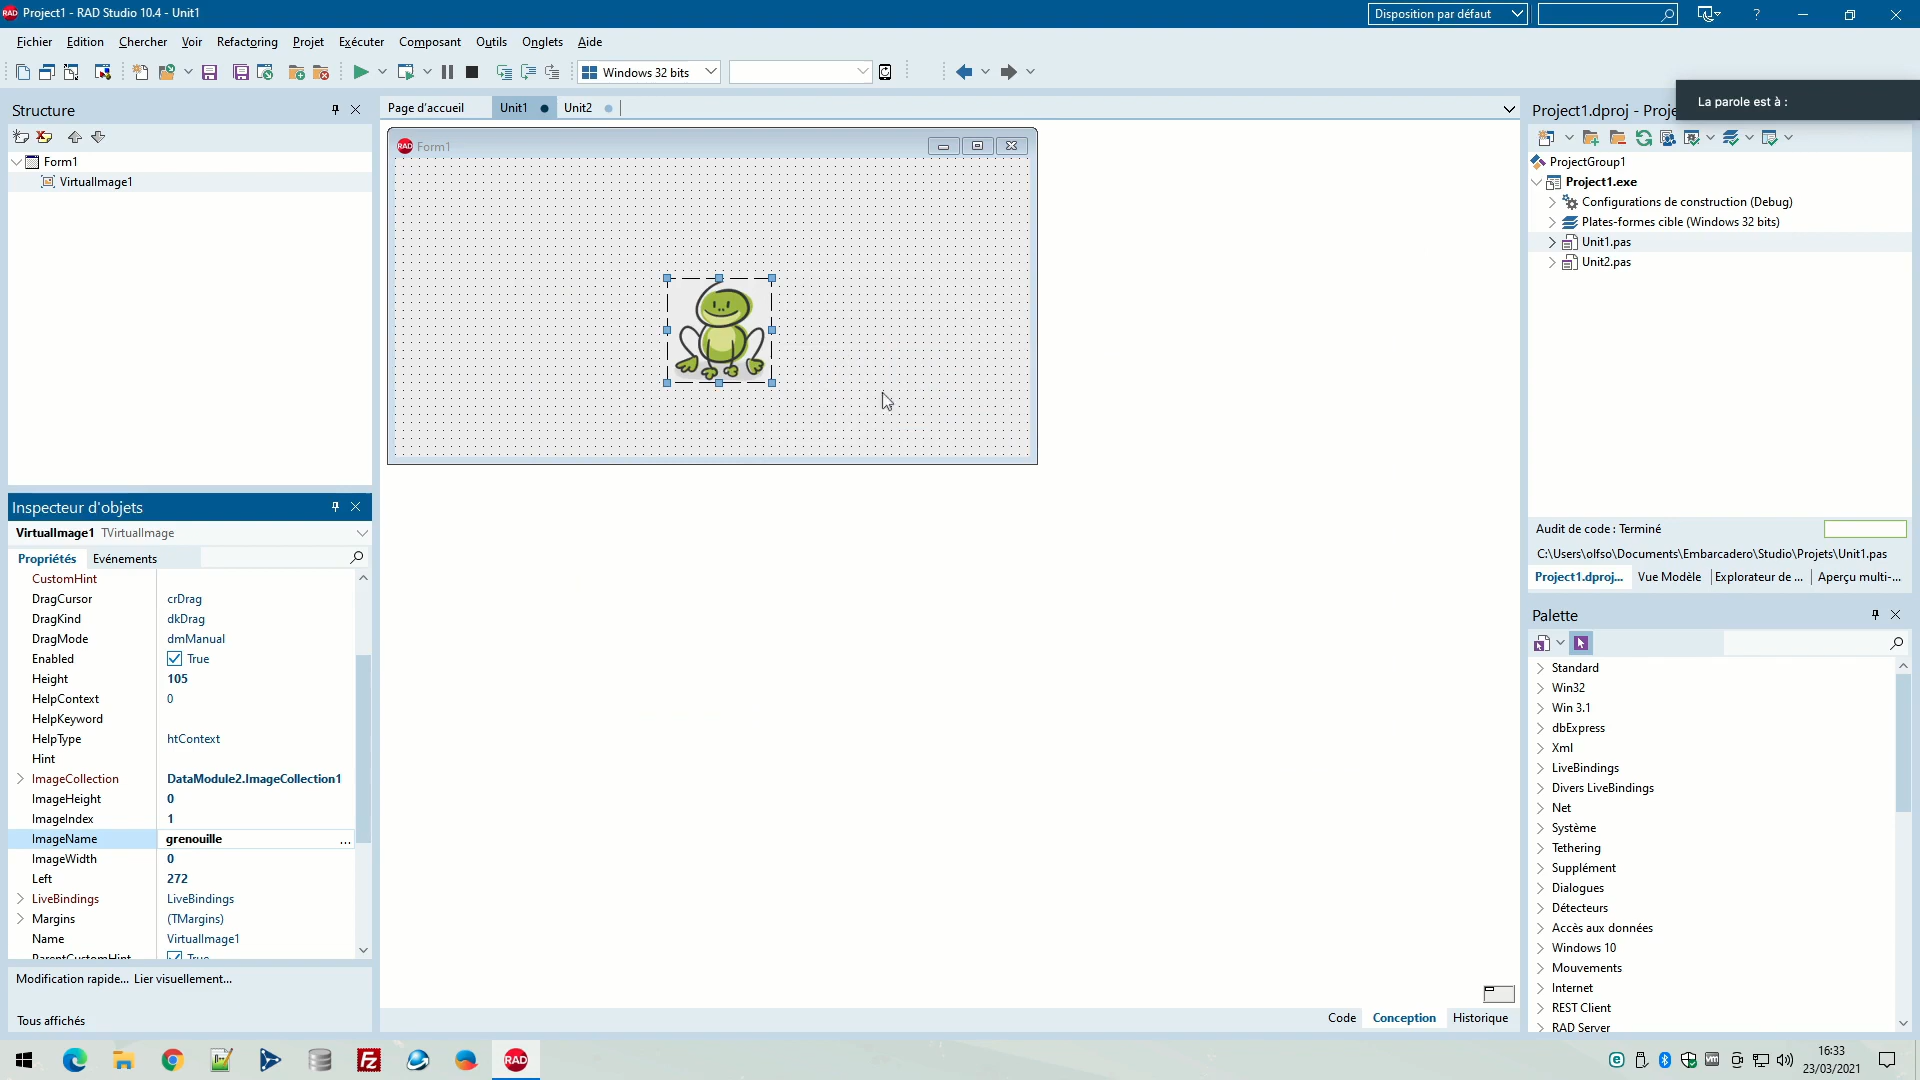 RAD Project1 - RAD Studio 10.4 - Unit1
Disposition par défaut
?
Fichier Edition Chercher Voir Refactoring Projet Exécuter Composant Outils Onglets Aide
Windows 32 bits
Structure
Form1
VirtualImage1
Page d'accueil Unit1 Unit2
RAD Form1
Project1.dproj - Proje
La parole est à :
ProjectGroup1
Project1.exe
Configurations de construction (Debug)
Plates-formes cible (Windows 32 bits)
Unit1.pas
Unit2.pas
Audit de code : Terminé
C:\Users\olfso\Documents\Embarcadero\Studio\Projets\Unit1.pas
Project1.dproj... Vue Modèle Explorateur de ... Aperçu multi-...
Inspecteur d'objets
VirtualImage1 TVirtualImage
Propriétés Evénements
CustomHint
DragCursor crDrag
DragKind dkDrag
DragMode dmManual
Enabled True
Height 105
HelpContext 0
HelpKeyword
HelpType htContext
Hint
ImageCollection DataModule2.ImageCollection1
ImageHeight 0
ImageIndex 1
ImageName grenouille ...
ImageWidth 0
Left 272
LiveBindings LiveBindings
Margins (TMargins)
Name VirtualImage1
ParentCustomHint True
Modification rapide... Lier visuellement...
Tous affichés
Palette
Standard
Win32
Win 3.1
dbExpress
Xml
LiveBindings
Divers LiveBindings
Net
Système
Tethering
Supplément
Dialogues
Détecteurs
Accès aux données
Windows 10
Mouvements
Internet
REST Client
RAD Server
Code Conception Historique
Fz
RAD
16:33
23/03/2021